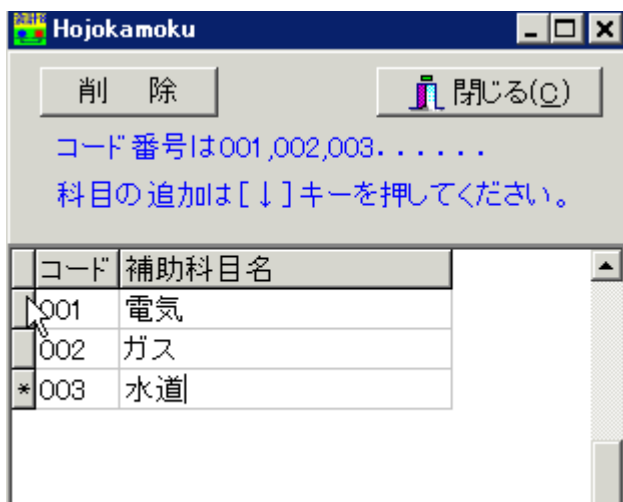 Hojokamoku
削　除
閉じる(C)
コード番号は001,002,003......
科目の追加は[↓]キーを押してください。
コード 補助科目名
001 電気
002 ガス
* 003 水道